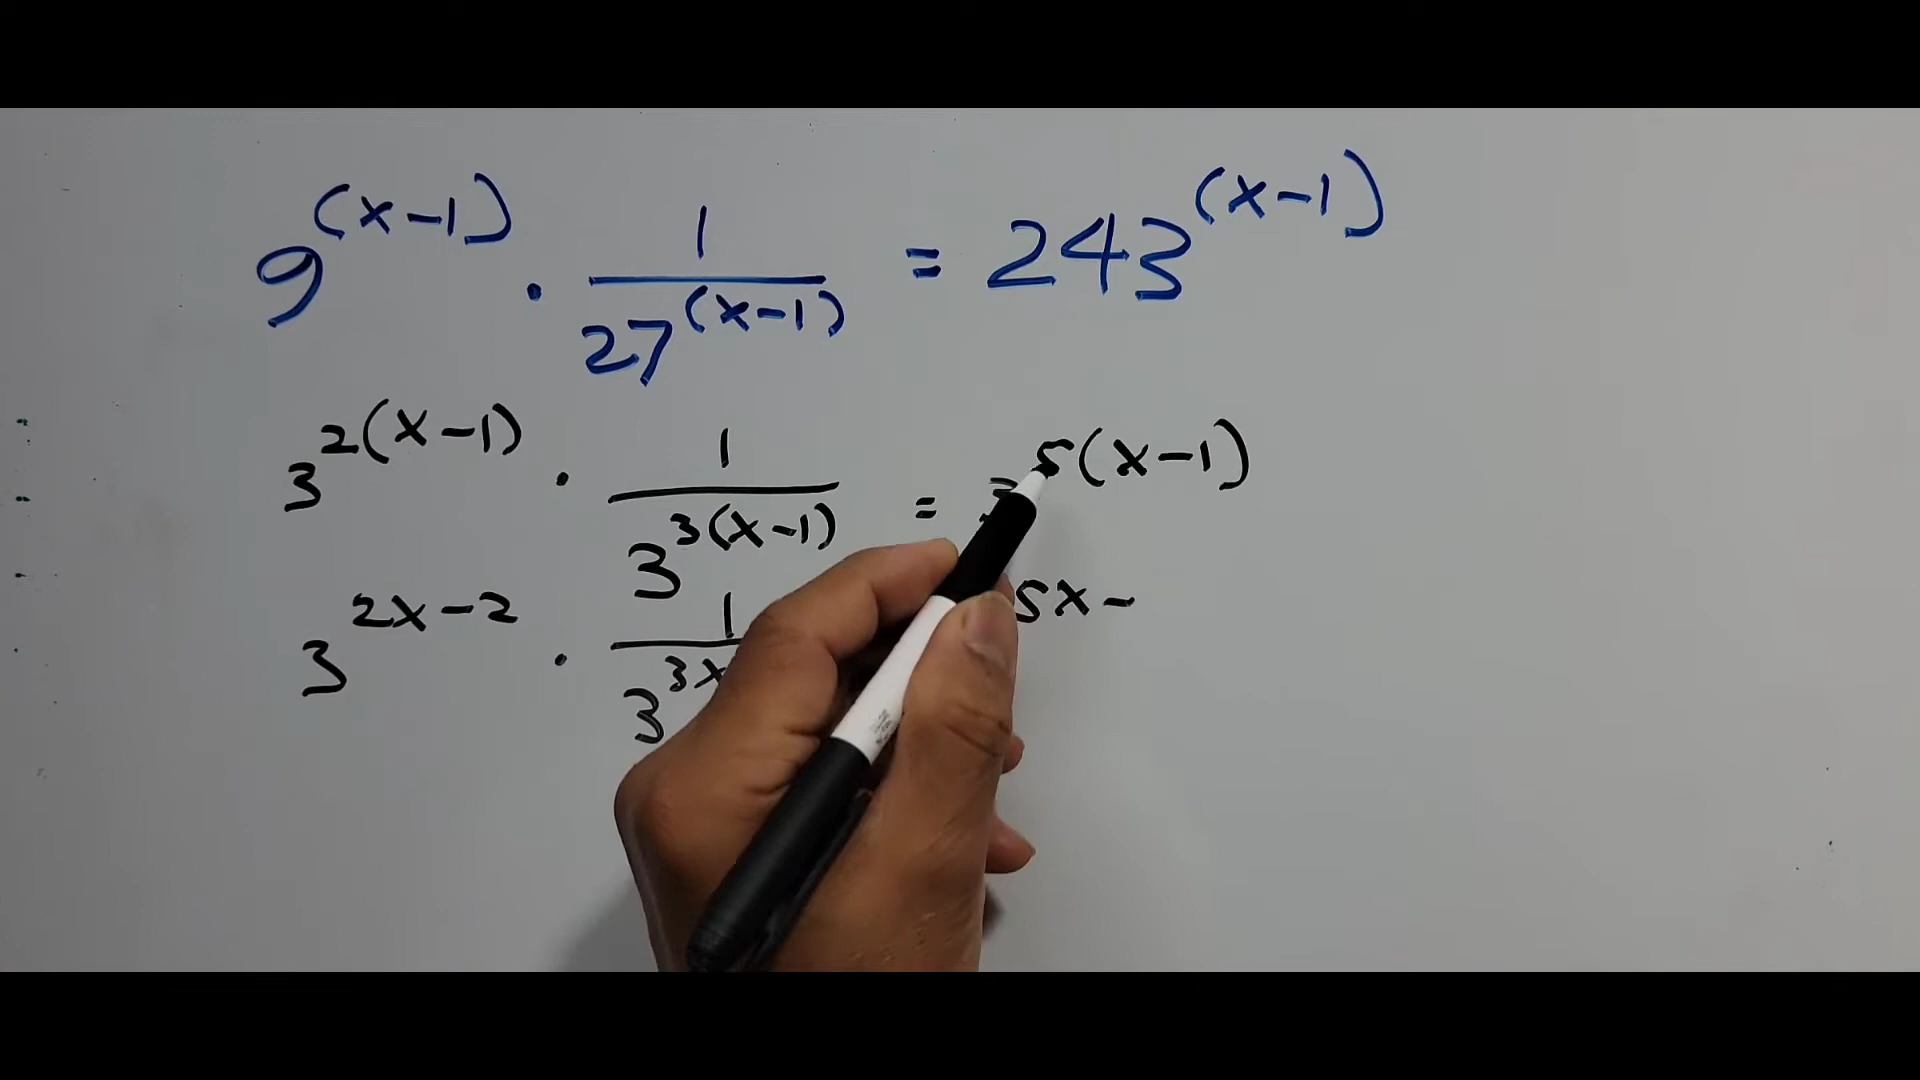 9^(x-1) · 1/27^(x-1) = 243^(x-1)
3^2(x-1) · 1/3^3(x-1) = 3^5(x-1)
3^2x-2 · 1/3^3x 5x-